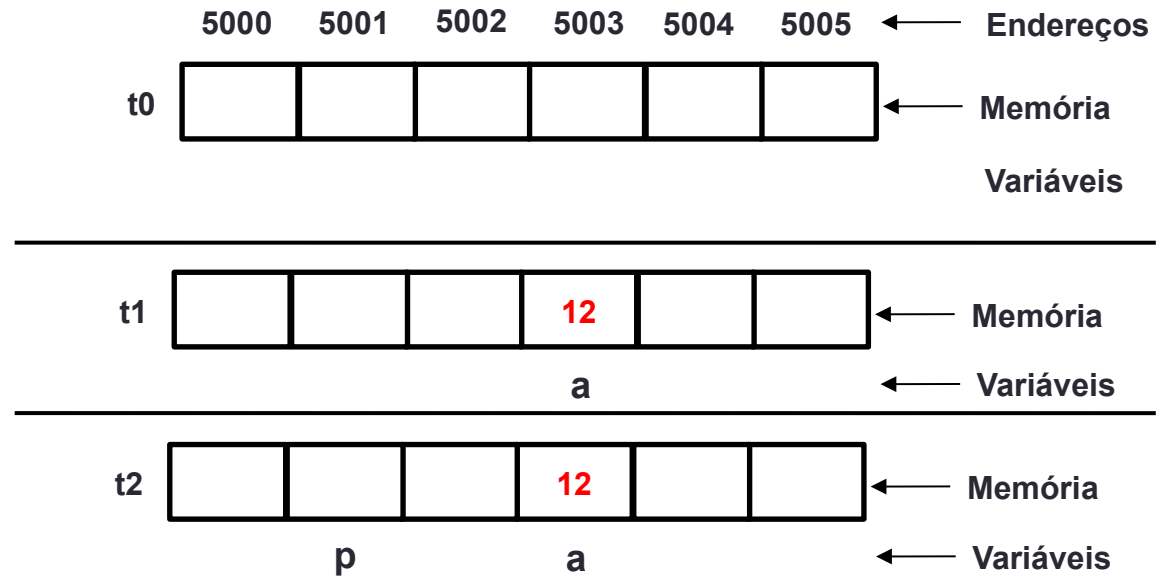 5000 5001 5002 5003 5004 5005 Endereços
t0 Memória
Variáveis
t1 12 Memória
a Variáveis
t2 12 Memória
p a Variáveis